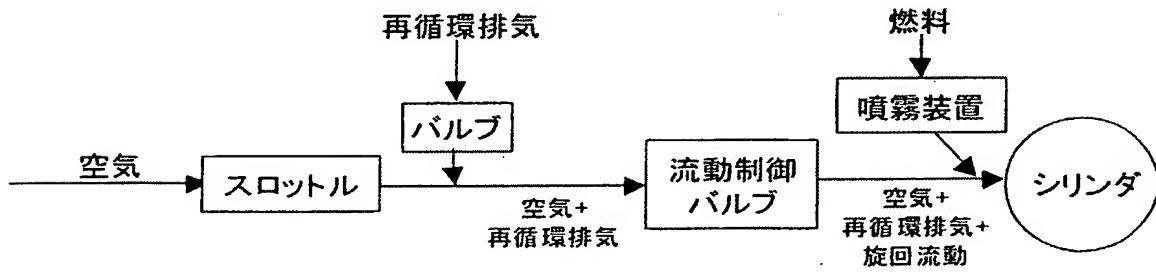 再循環排気
燃料
バルブ
噴霧装置
空気
スロットル
流動制御
バルブ
シリンダ
空気+
再循環排気
空気+
再循環排気+
旋回流動